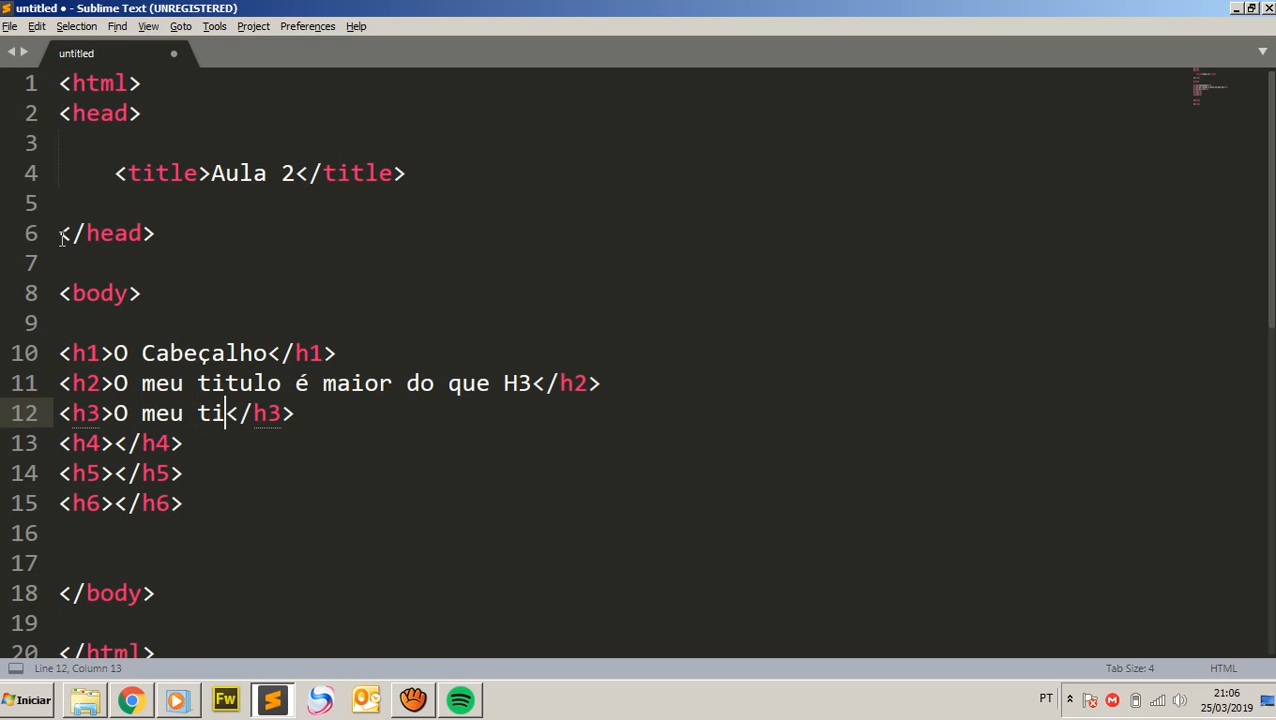 untitled • - Sublime Text (UNREGISTERED)
File Edit Selection Find View Goto Tools Project Preferences Help
untitled
1 <html>
2 <head>
3
4 <title>Aula 2</title>
5
6 </head>
7
8 <body>
9
10 <h1>O Cabeçalho</h1>
11 <h2>O meu titulo é maior do que H3</h2>
12 <h3>O meu ti</h3>
13 <h4></h4>
14 <h5></h5>
15 <h6></h6>
16
17
18 </body>
19
20 </html>
Line 12, Column 13 Tab Size: 4 HTML
Iniciar Fw PT 21:06
25/03/2019